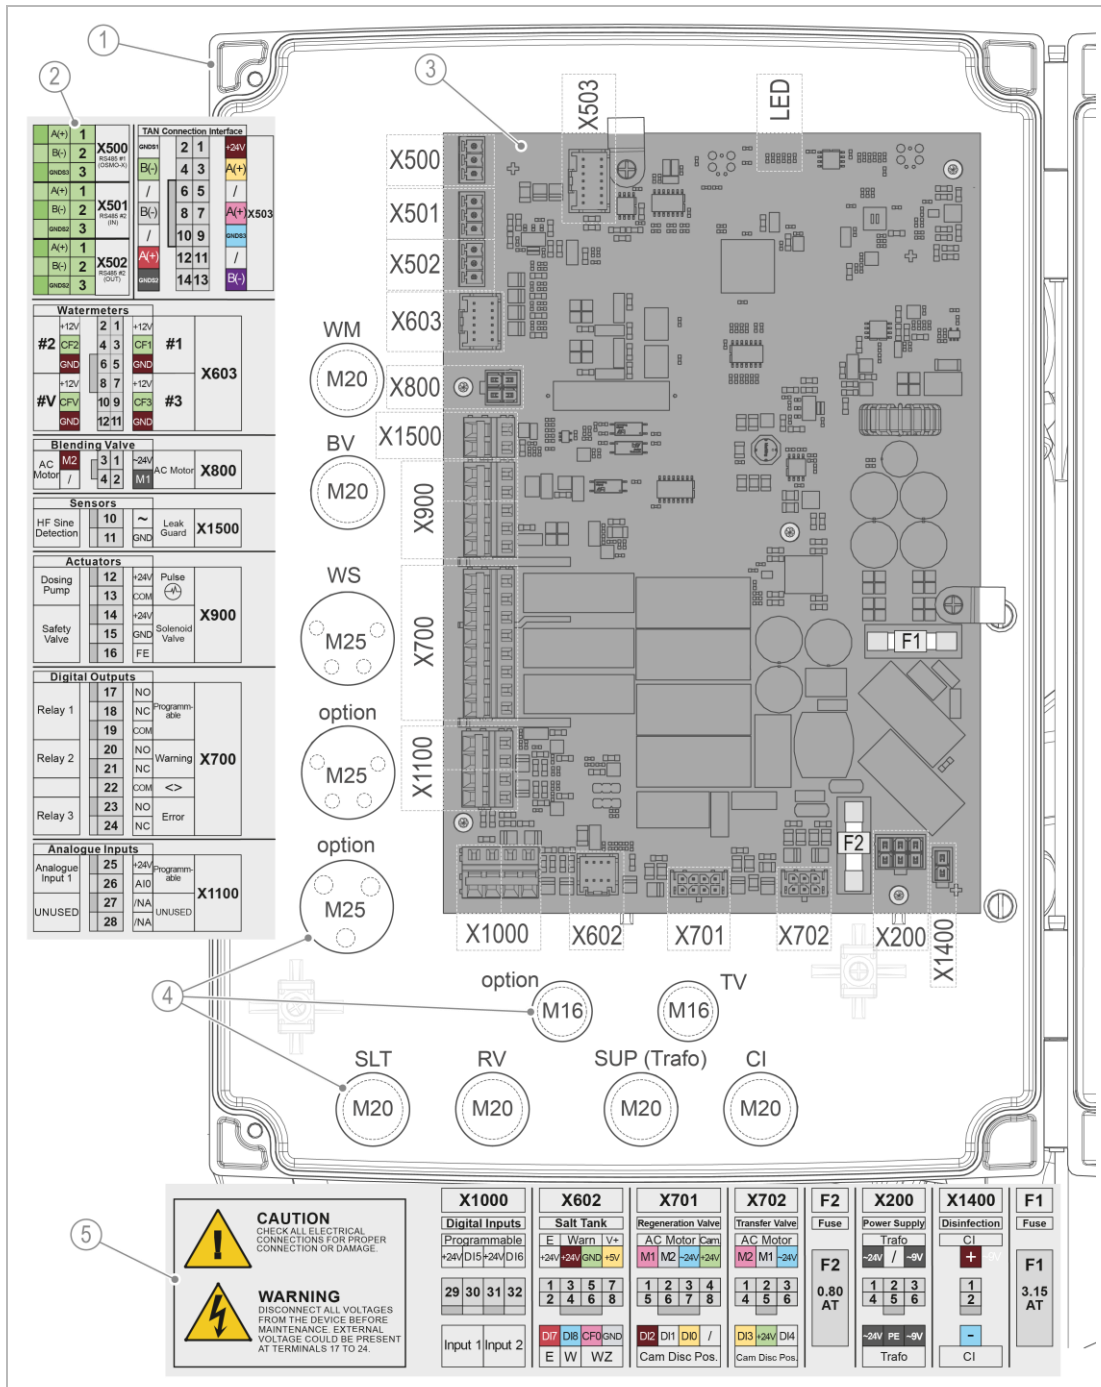 1
2
3
X503
LED
A(+) 1 X500
B(-) 2 RS485 #1 (OSMO-X)
GNDS3 3
A(+) 1 X501
B(-) 2 RS485 #2 (IN)
GNDS2 3
A(+) 1 X502
B(-) 2 RS485 #2 (OUT)
GNDS2 3
TAN Connection Interface
GNDS1 2 1 +24V
B(-) 4 3 A(+)
/ 6 5 /
B(-) 8 7 A(+) X503
/ 10 9 GNDS3
A(+) 12 11 /
GNDS2 14 13 B(-)
Watermeters
+12V 2 1 +12V
#2 CF2 4 3 CF1 #1
GND 6 5 GND
X603
+12V 8 7 +12V
#V CFV 10 9 CF3 #3
GND 12 11 GND
Blending Valve
AC Motor M2 3 1 ~24V AC Motor X800
/ 4 2 M1
Sensors
HF Sine Detection 10 ~ Leak Guard X1500
11 GND
Actuators
Dosing Pump 12 +24V Pulse
13 COM
X900
Safety Valve 14 +24V Solenoid Valve
15 GND
16 FE
Digital Outputs
Relay 1 17 NO Programm-able
18 NC
19 COM
Relay 2 20 NO Warning X700
21 NC
22 COM <>
Relay 3 23 NO Error
24 NC
Analogue Inputs
Analogue Input 1 25 +24V Programm-able
26 AI0
X1100
UNUSED 27 /NA UNUSED
28 /NA
X500
X501
X502
X603
X800
X1500
X900
X700
X1100
WM
M20
BV
M20
WS
M25
option
M25
option
M25
F1
F2
X1000
X602
X701
X702
X200
X1400
4
option
M16
TV
M16
SLT
M20
RV
M20
SUP (Trafo)
M20
CI
M20
5
CAUTION
CHECK ALL ELECTRICAL
CONNECTIONS FOR PROPER
CONNECTION OR DAMAGE.
WARNING
DISCONNECT ALL VOLTAGES
FROM THE DEVICE BEFORE
MAINTENANCE. EXTERNAL
VOLTAGE COULD BE PRESENT
AT TERMINALS 17 TO 24.
X1000
Digital Inputs
Programmable
+24V DI5 +24V DI6
29 30 31 32
Input 1 Input 2
X602
Salt Tank
E Warn V+
+24V +24V GND +5V
1 3 5 7
2 4 6 8
DI7 DI8 CF0 GND
E W WZ
X701
Regeneration Valve
AC Motor Cam
M1 M2 ~24V +24V
1 2 3 4
5 6 7 8
DI2 DI1 DI0 /
Cam Disc Pos.
X702
Transfer Valve
AC Motor
M2 M1 ~24V
1 2 3
4 5 6
DI3 +24V DI4
Cam Disc Pos.
F2
Fuse
F2
0.80
AT
X200
Power Supply
Trafo
~24V / ~9V
1 2 3
4 5 6
~24V PE ~9V
Trafo
X1400
Disinfection
CI
+ ~9V
1
2
-
CI
F1
Fuse
F1
3.15
AT